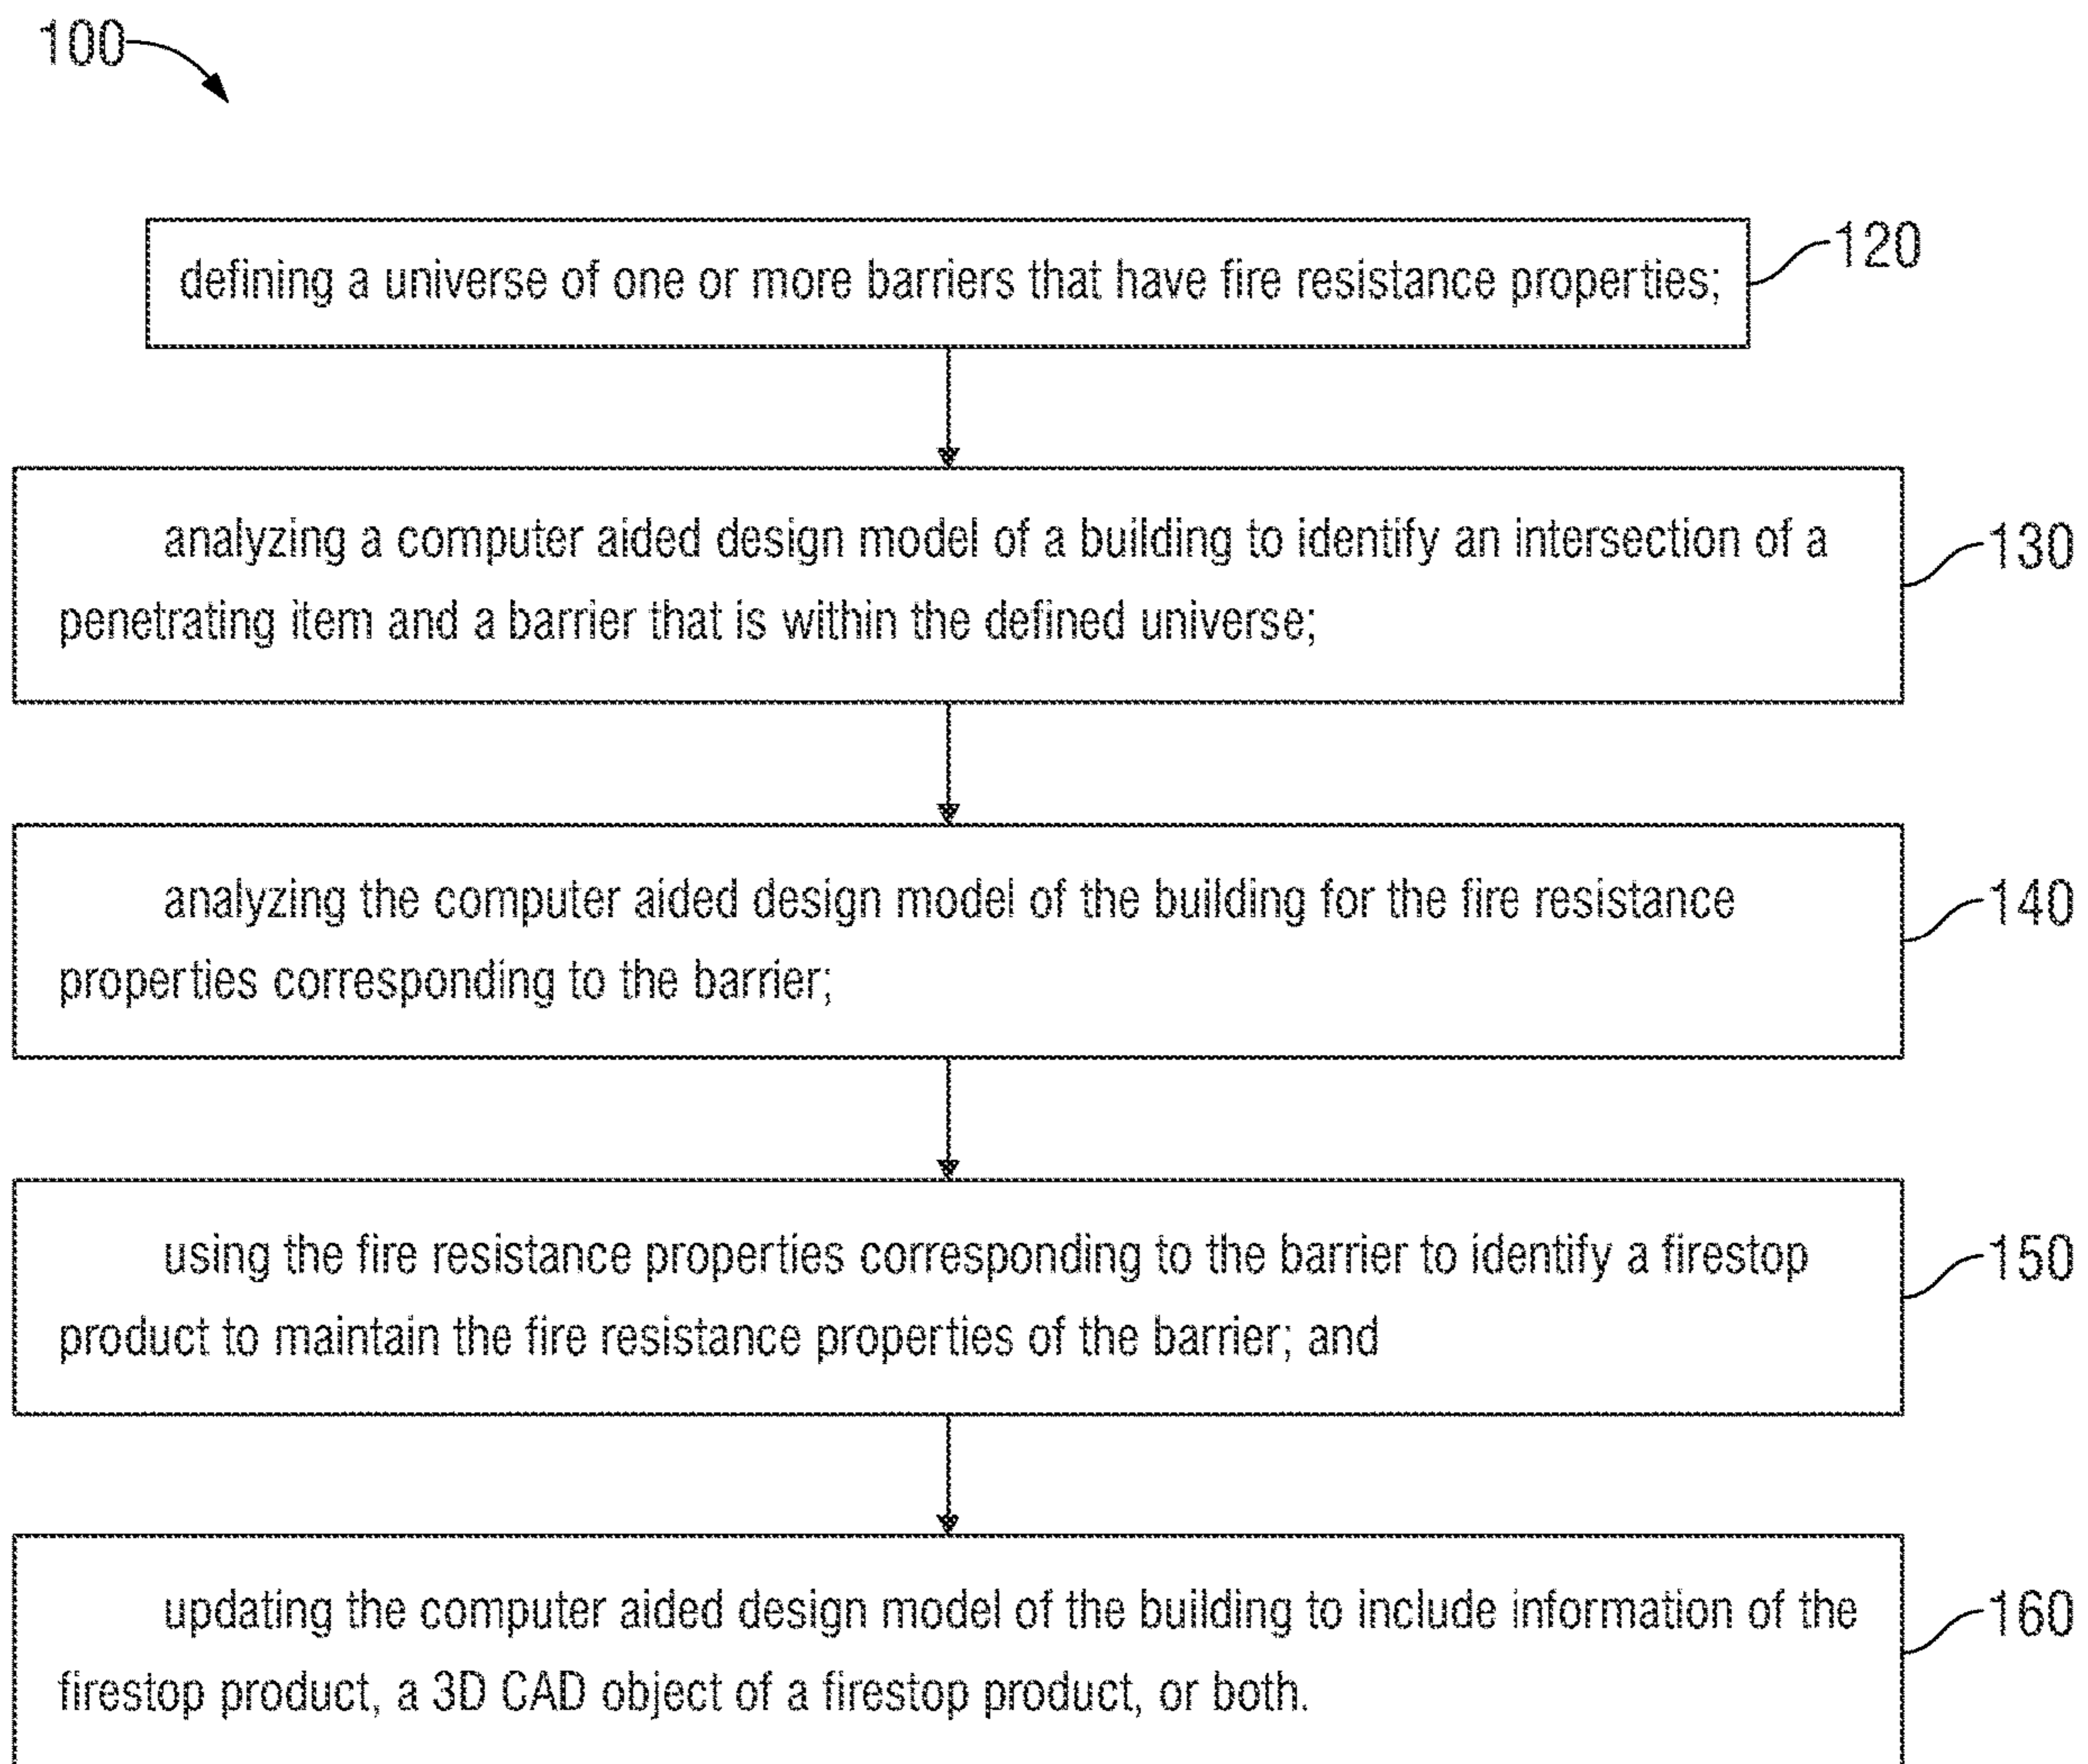 100
defining a universe of one or more barriers that have fire resistance properties;
120
analyzing a computer aided design model of a building to identify an intersection of a
penetrating item and a barrier that is within the defined universe;
130
analyzing the computer aided design model of the building for the fire resistance
properties corresponding to the barrier;
140
using the fire resistance properties corresponding to the barrier to identify a firestop
product to maintain the fire resistance properties of the barrier; and
150
updating the computer aided design model of the building to include information of the
firestop product, a 3D CAD object of a firestop product, or both.
160